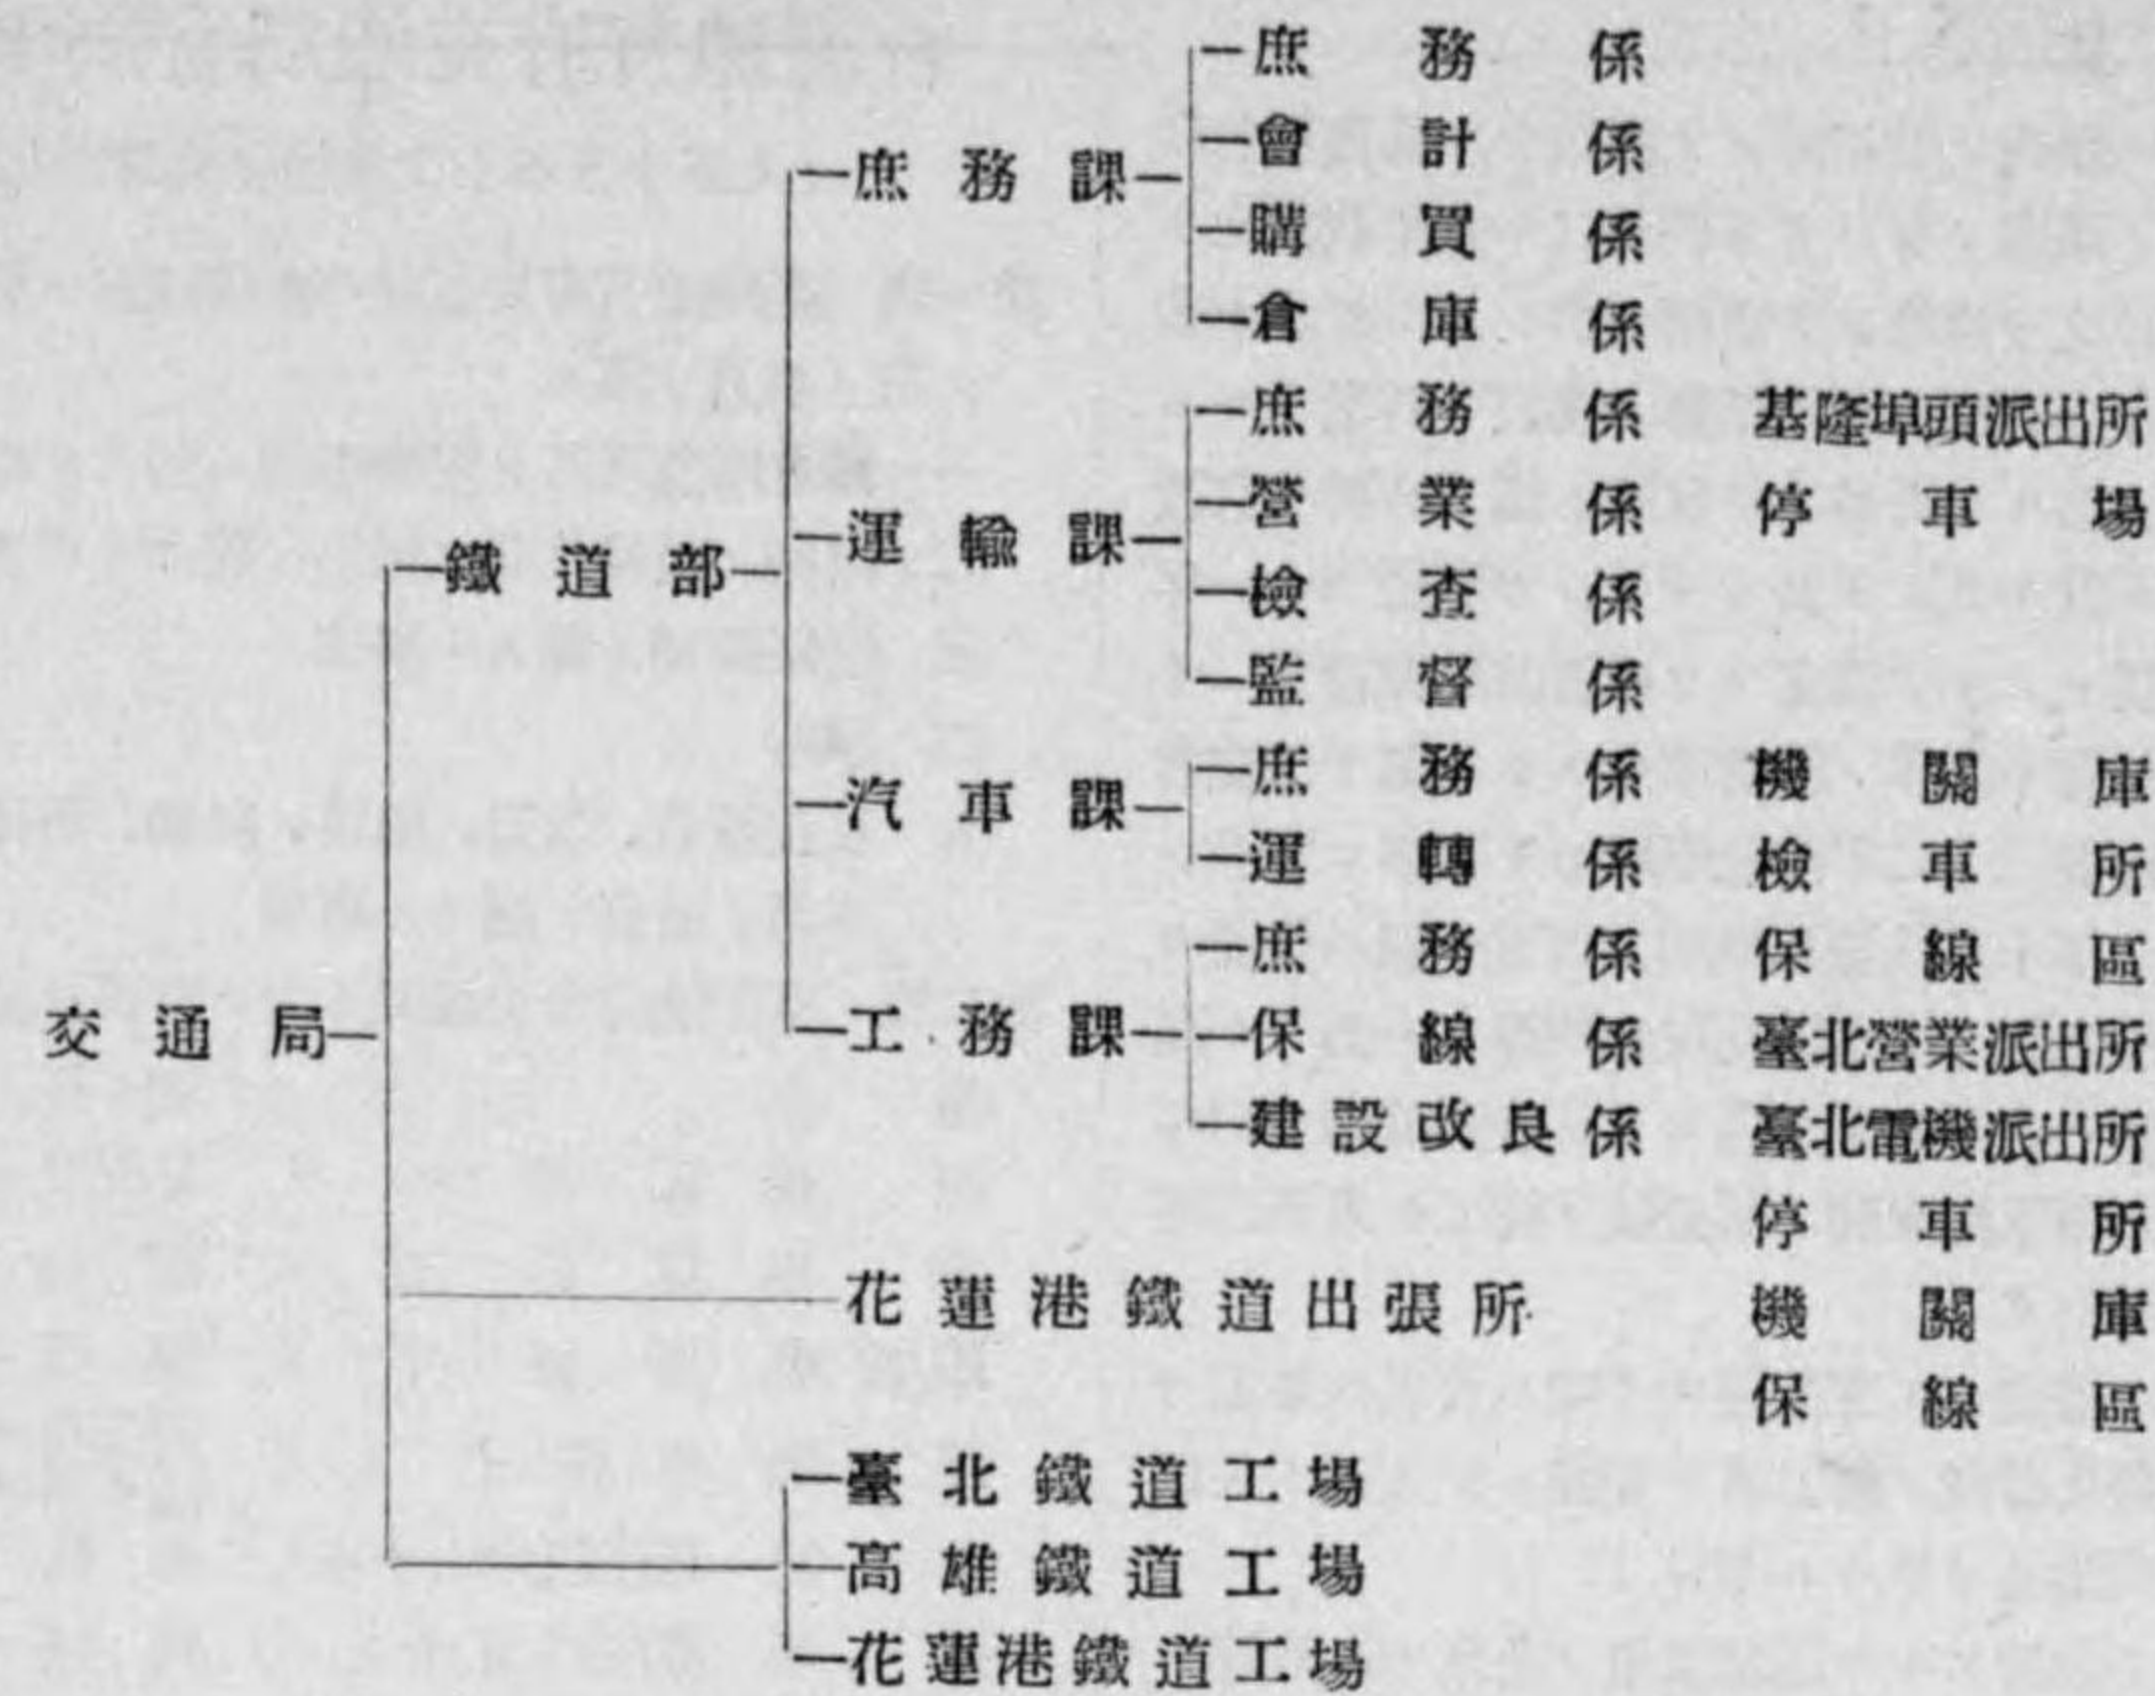 庶務係
會計係
庶務課
購買係
倉庫係
庶務係 基隆埠頭派出所
營業係 停車場
運輸課
鐵道部
檢查係
監督係
庶務係 機關庫
汽車課
運轉係 檢車所
庶務係 保線區
交通局
工務課
保線係 臺北營業派出所
建設改良係 臺北電機派出所
停車所
花蓮港鐵道出張所 機關庫
保線區
臺北鐵道工場
高雄鐵道工場
花蓮港鐵道工場